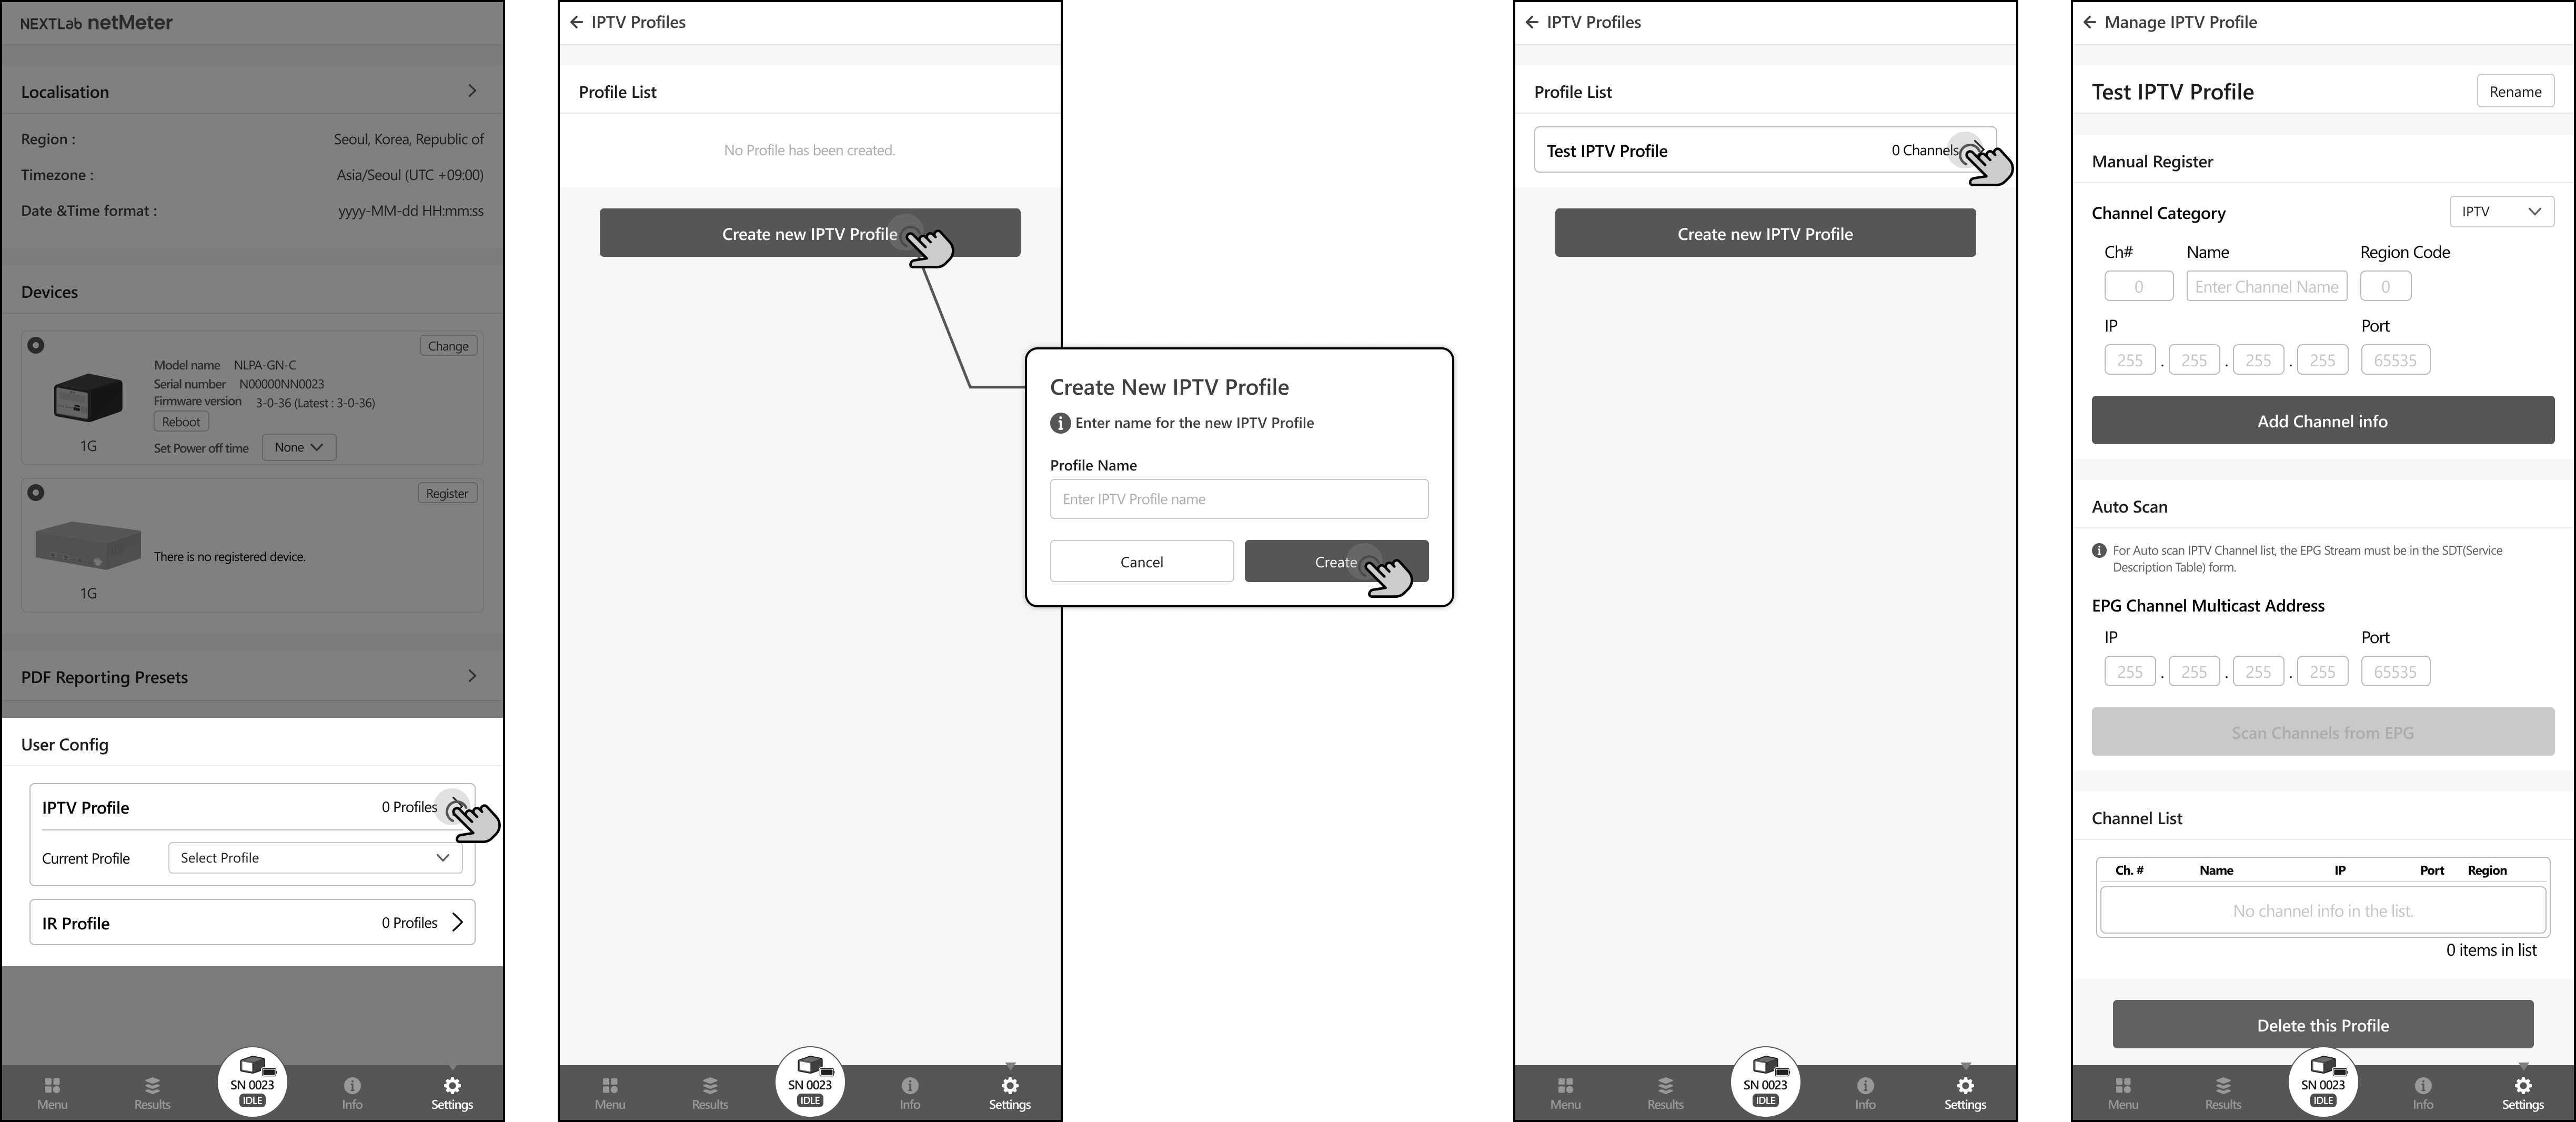 NEXTLab netMeter
Localisation
Region : Seoul, Korea, Republic of
Timezone : Asia/Seoul (UTC +09:00)
Date &Time format : yyyy-MM-dd HH:mm:ss
Devices
Change
Model name NLPA-GN-C
Serial number N00000NN0023
Firmware version 3-0-36 (Latest : 3-0-36)
Reboot
1G
Set Power off time None
Register
There is no registered device.
1G
PDF Reporting Presets
User Config
IPTV Profile 0 Profiles
Current Profile Select Profile
IR Profile 0 Profiles
SN 0023
IDLE
Menu Results Info Settings
IPTV Profiles
Profile List
No Profile has been created.
Create new IPTV Profile
SN 0023
IDLE
Menu Results Info Settings
Create New IPTV Profile
Enter name for the new IPTV Profile
Profile Name
Enter IPTV Profile name
Cancel Create
IPTV Profiles
Profile List
Test IPTV Profile 0 Channels
Create new IPTV Profile
SN 0023
IDLE
Menu Results Info Settings
Manage IPTV Profile
Test IPTV Profile Rename
Manual Register
Channel Category IPTV
Ch# Name Region Code
0 Enter Channel Name 0
IP Port
255 . 255 . 255 . 255 65535
Add Channel info
Auto Scan
For Auto scan IPTV Channel list, the EPG Stream must be in the SDT(Service
Description Table) form.
EPG Channel Multicast Address
IP Port
255 . 255 . 255 . 255 65535
Scan Channels from EPG
Channel List
Ch. # Name IP Port Region
No channel info in the list.
0 items in list
Delete this Profile
SN 0023
IDLE
Menu Results Info Settings